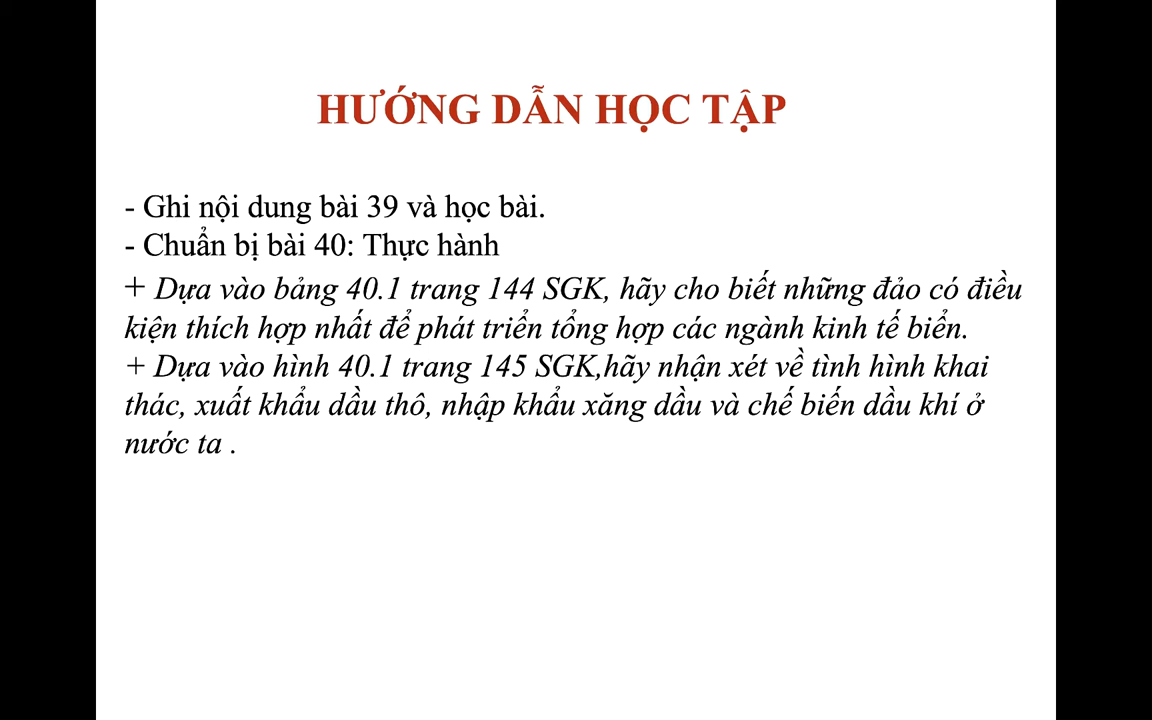 HƯỚNG DẪN HỌC TẬP
- Ghi nội dung bài 39 và học bài.
- Chuẩn bị bài 40: Thực hành
+ Dựa vào bảng 40.1 trang 144 SGK, hãy cho biết những đảo có điều
kiện thích hợp nhất để phát triển tổng hợp các ngành kinh tế biển.
+ Dựa vào hình 40.1 trang 145 SGK,hãy nhận xét về tình hình khai
thác, xuất khẩu dầu thô, nhập khẩu xăng dầu và chế biến dầu khí ở
nước ta .